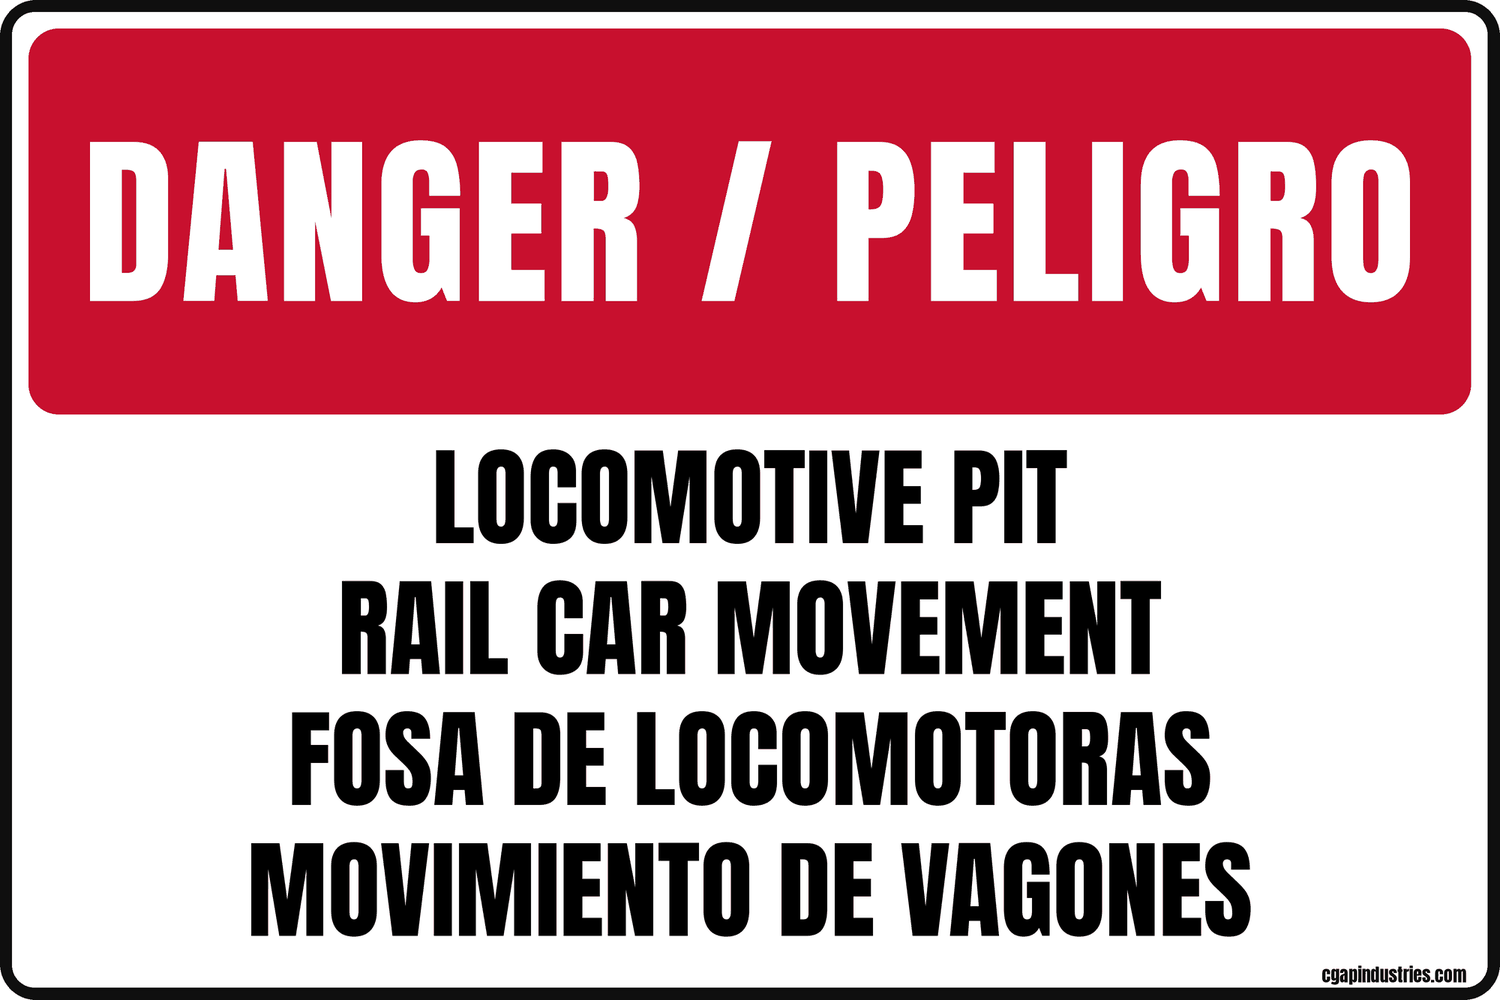 DANGER / PELIGRO
LOCOMOTIVE PIT
RAIL CAR MOVEMENT
FOSA DE LOCOMOTORAS
MOVIMIENTO DE VAGONES
cgapindustries.com